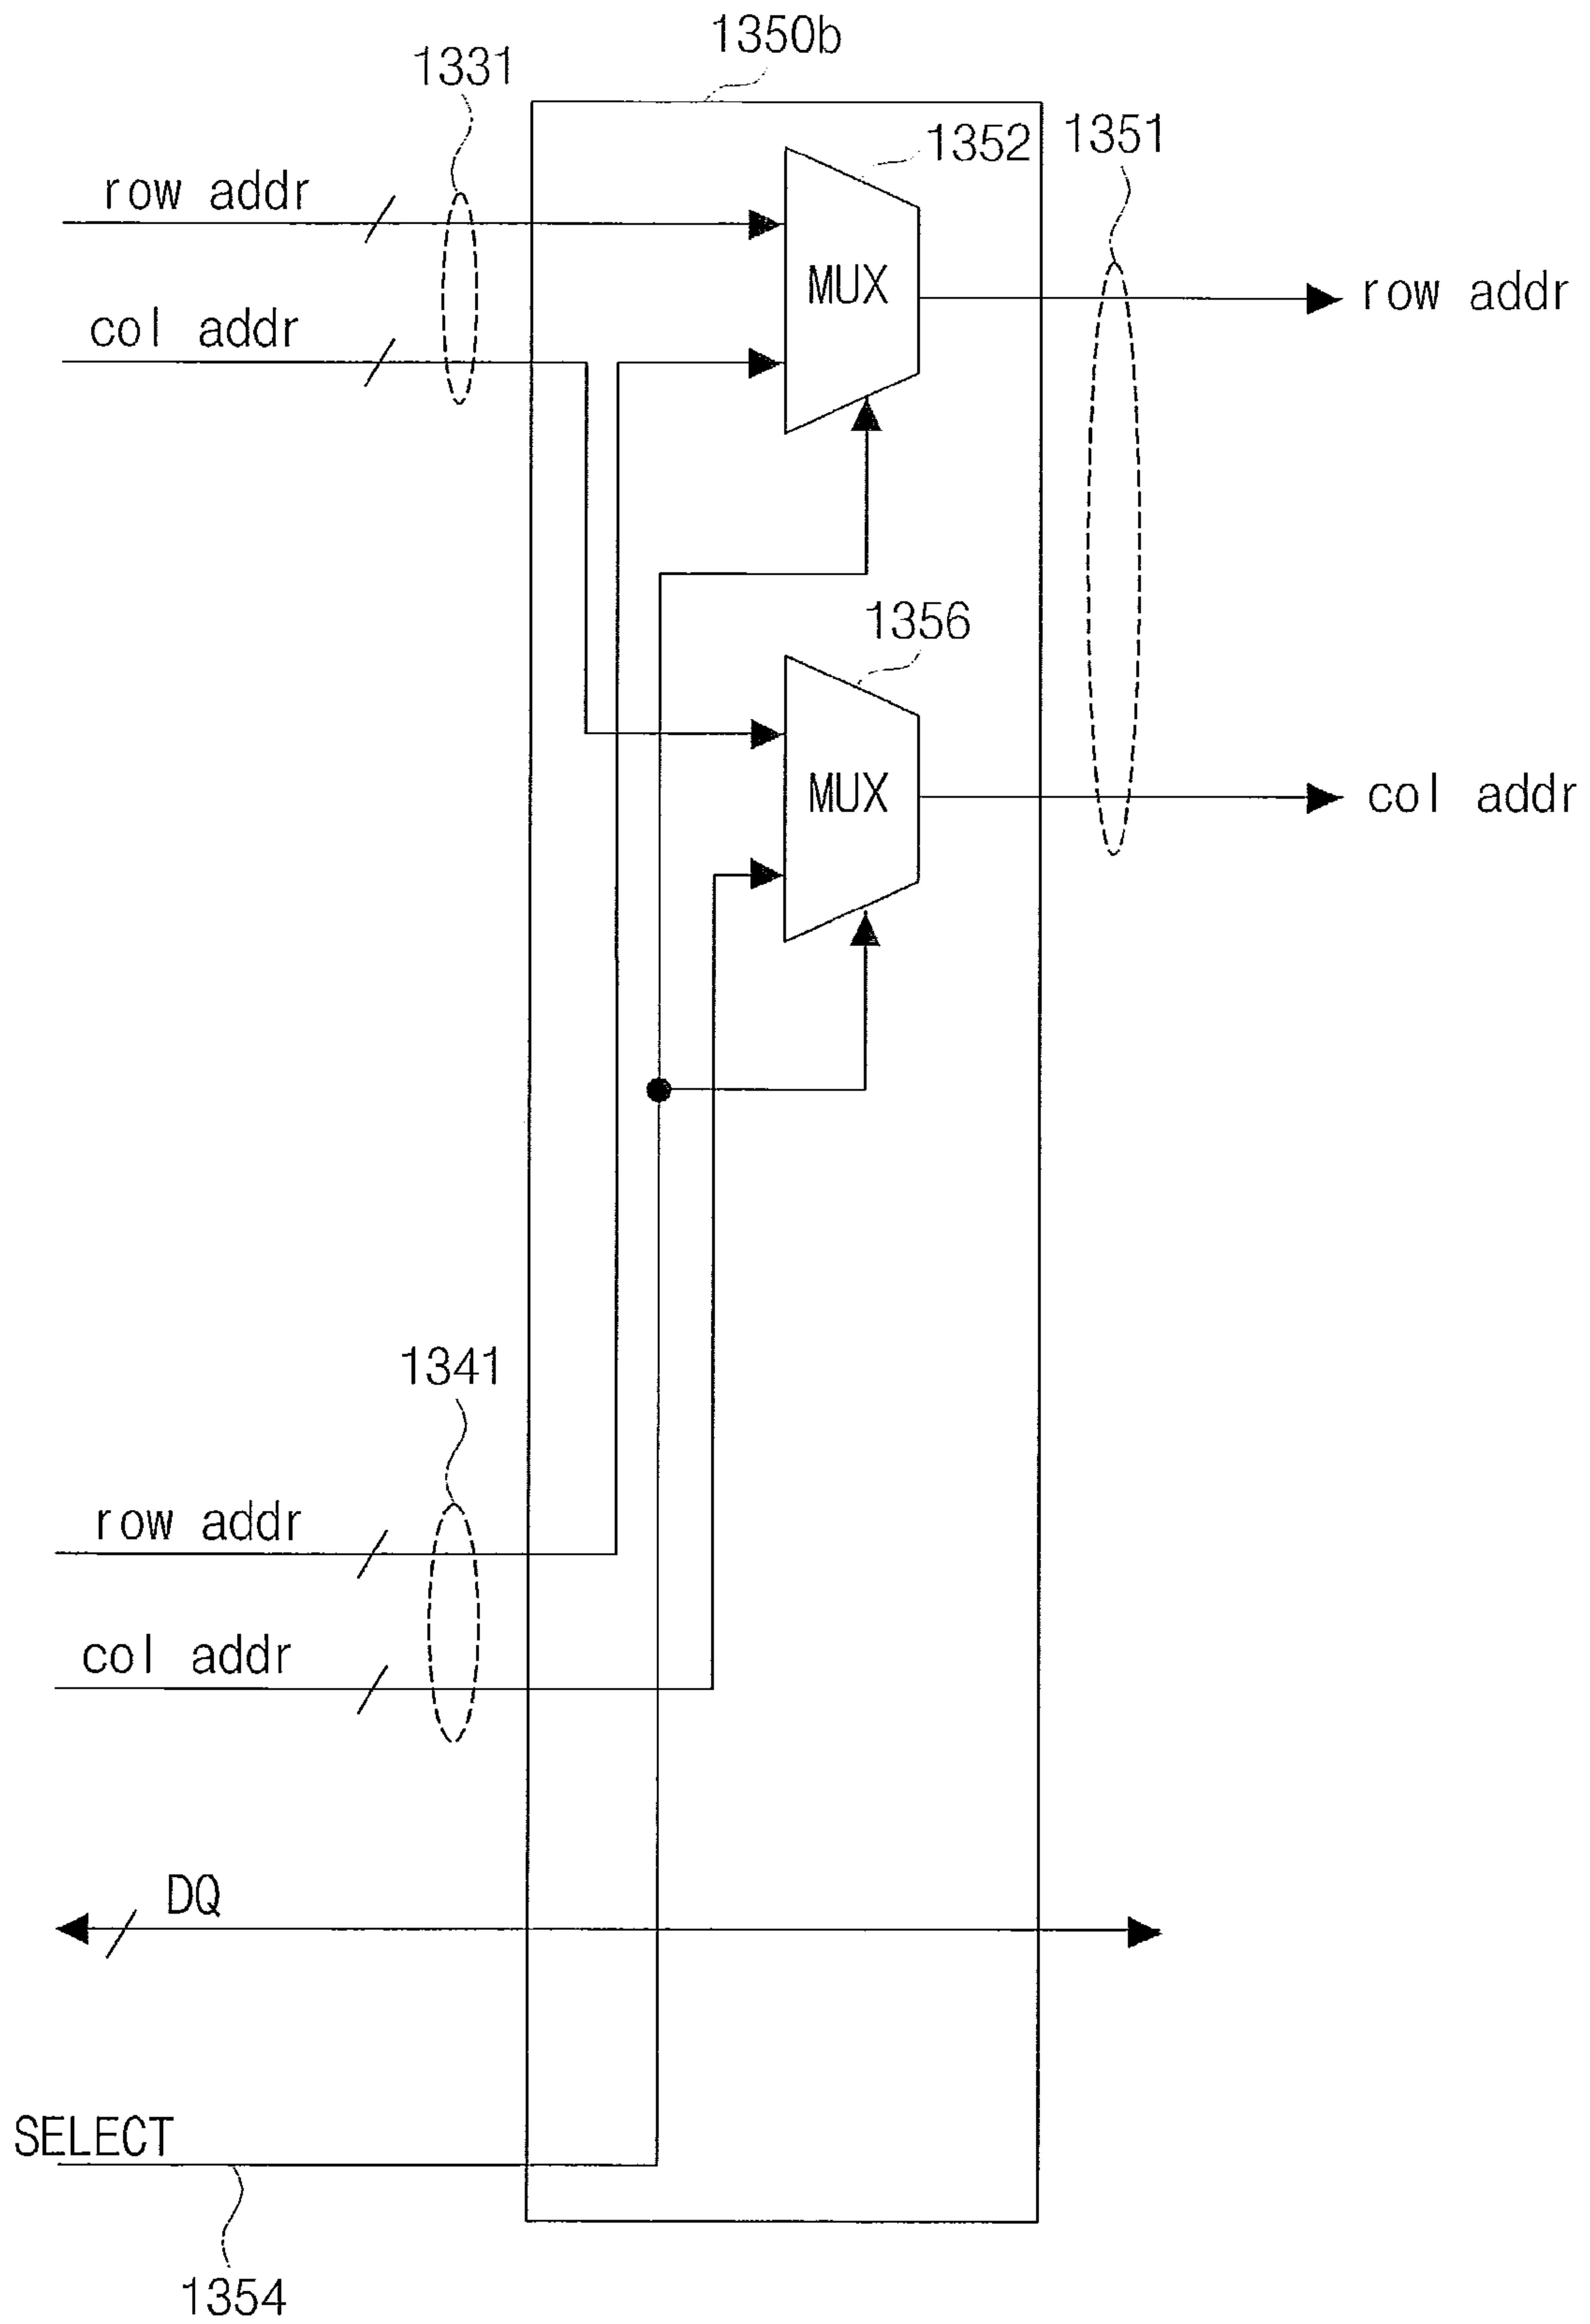 1350b
1331
1352
1351
row addr
MUX
row addr
col addr
1356
MUX
col addr
1341
row addr
col addr
DQ
SELECT
1354